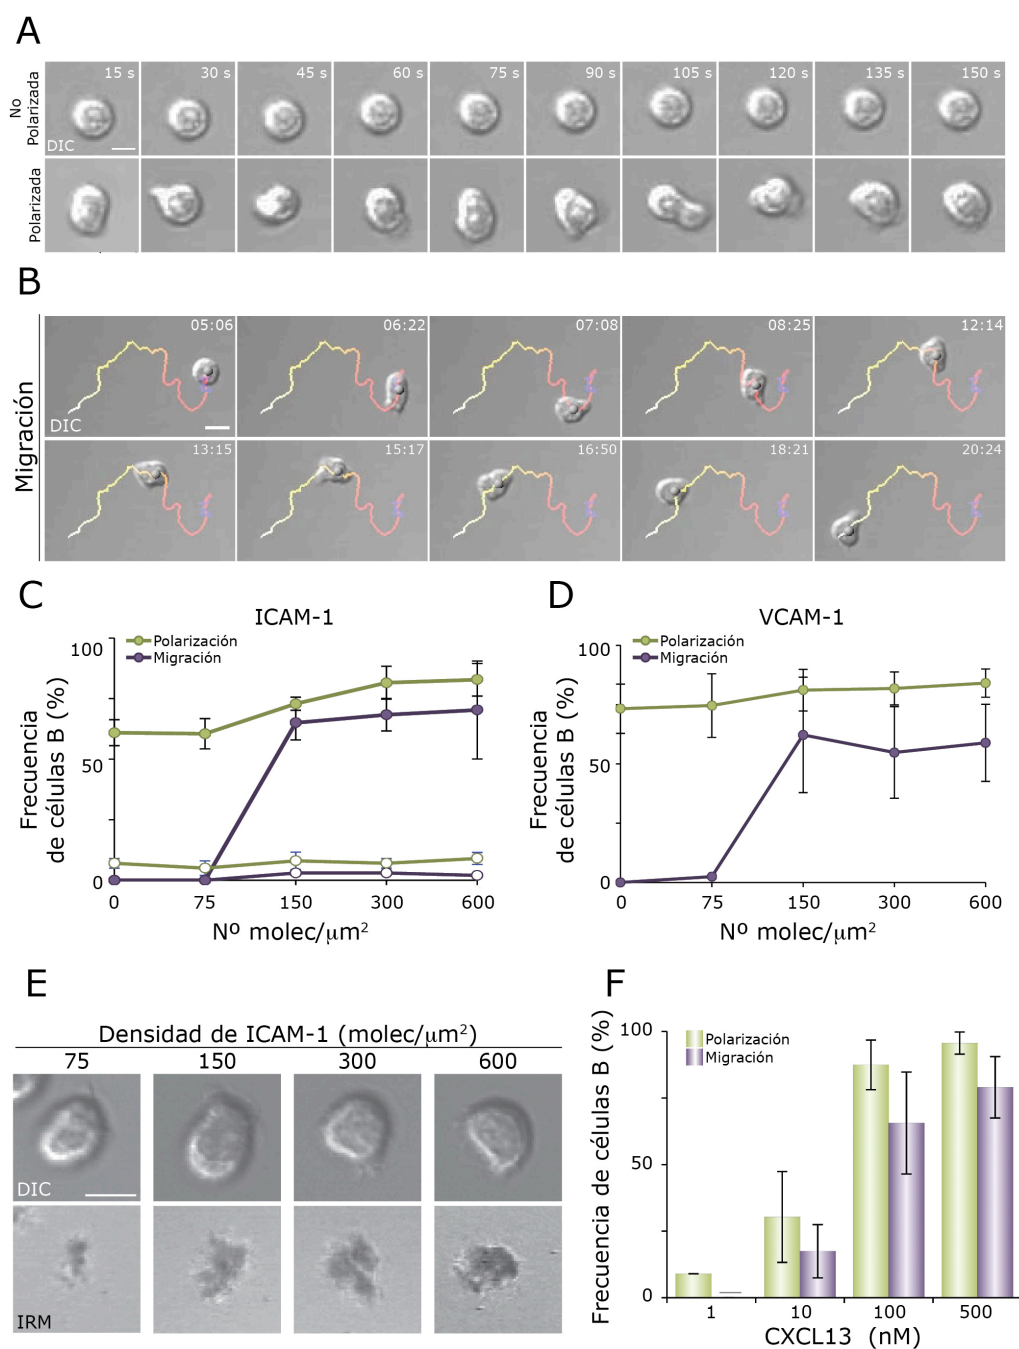 A
No
Polarizada
15 s 30 s 45 s 60 s 75 s 90 s 105 s 120 s 135 s 150 s
DIC
Polarizada
B
Migración
05:06 06:22 07:08 08:25 12:14
DIC
13:15 15:17 16:50 18:21 20:24
C
ICAM-1
Polarización
Migración
Frecuencia
de células B (%)
100
50
0
0 75 150 300 600
Nº molec/μm²
D
VCAM-1
Polarización
Migración
Frecuencia
de células B (%)
100
50
0
0 75 150 300 600
Nº molec/μm²
E
Densidad de ICAM-1 (molec/μm²)
75 150 300 600
DIC
IRM
F
Polarización
Migración
Frecuencia de células B (%)
100
50
0
1 10 100 500
CXCL13 (nM)